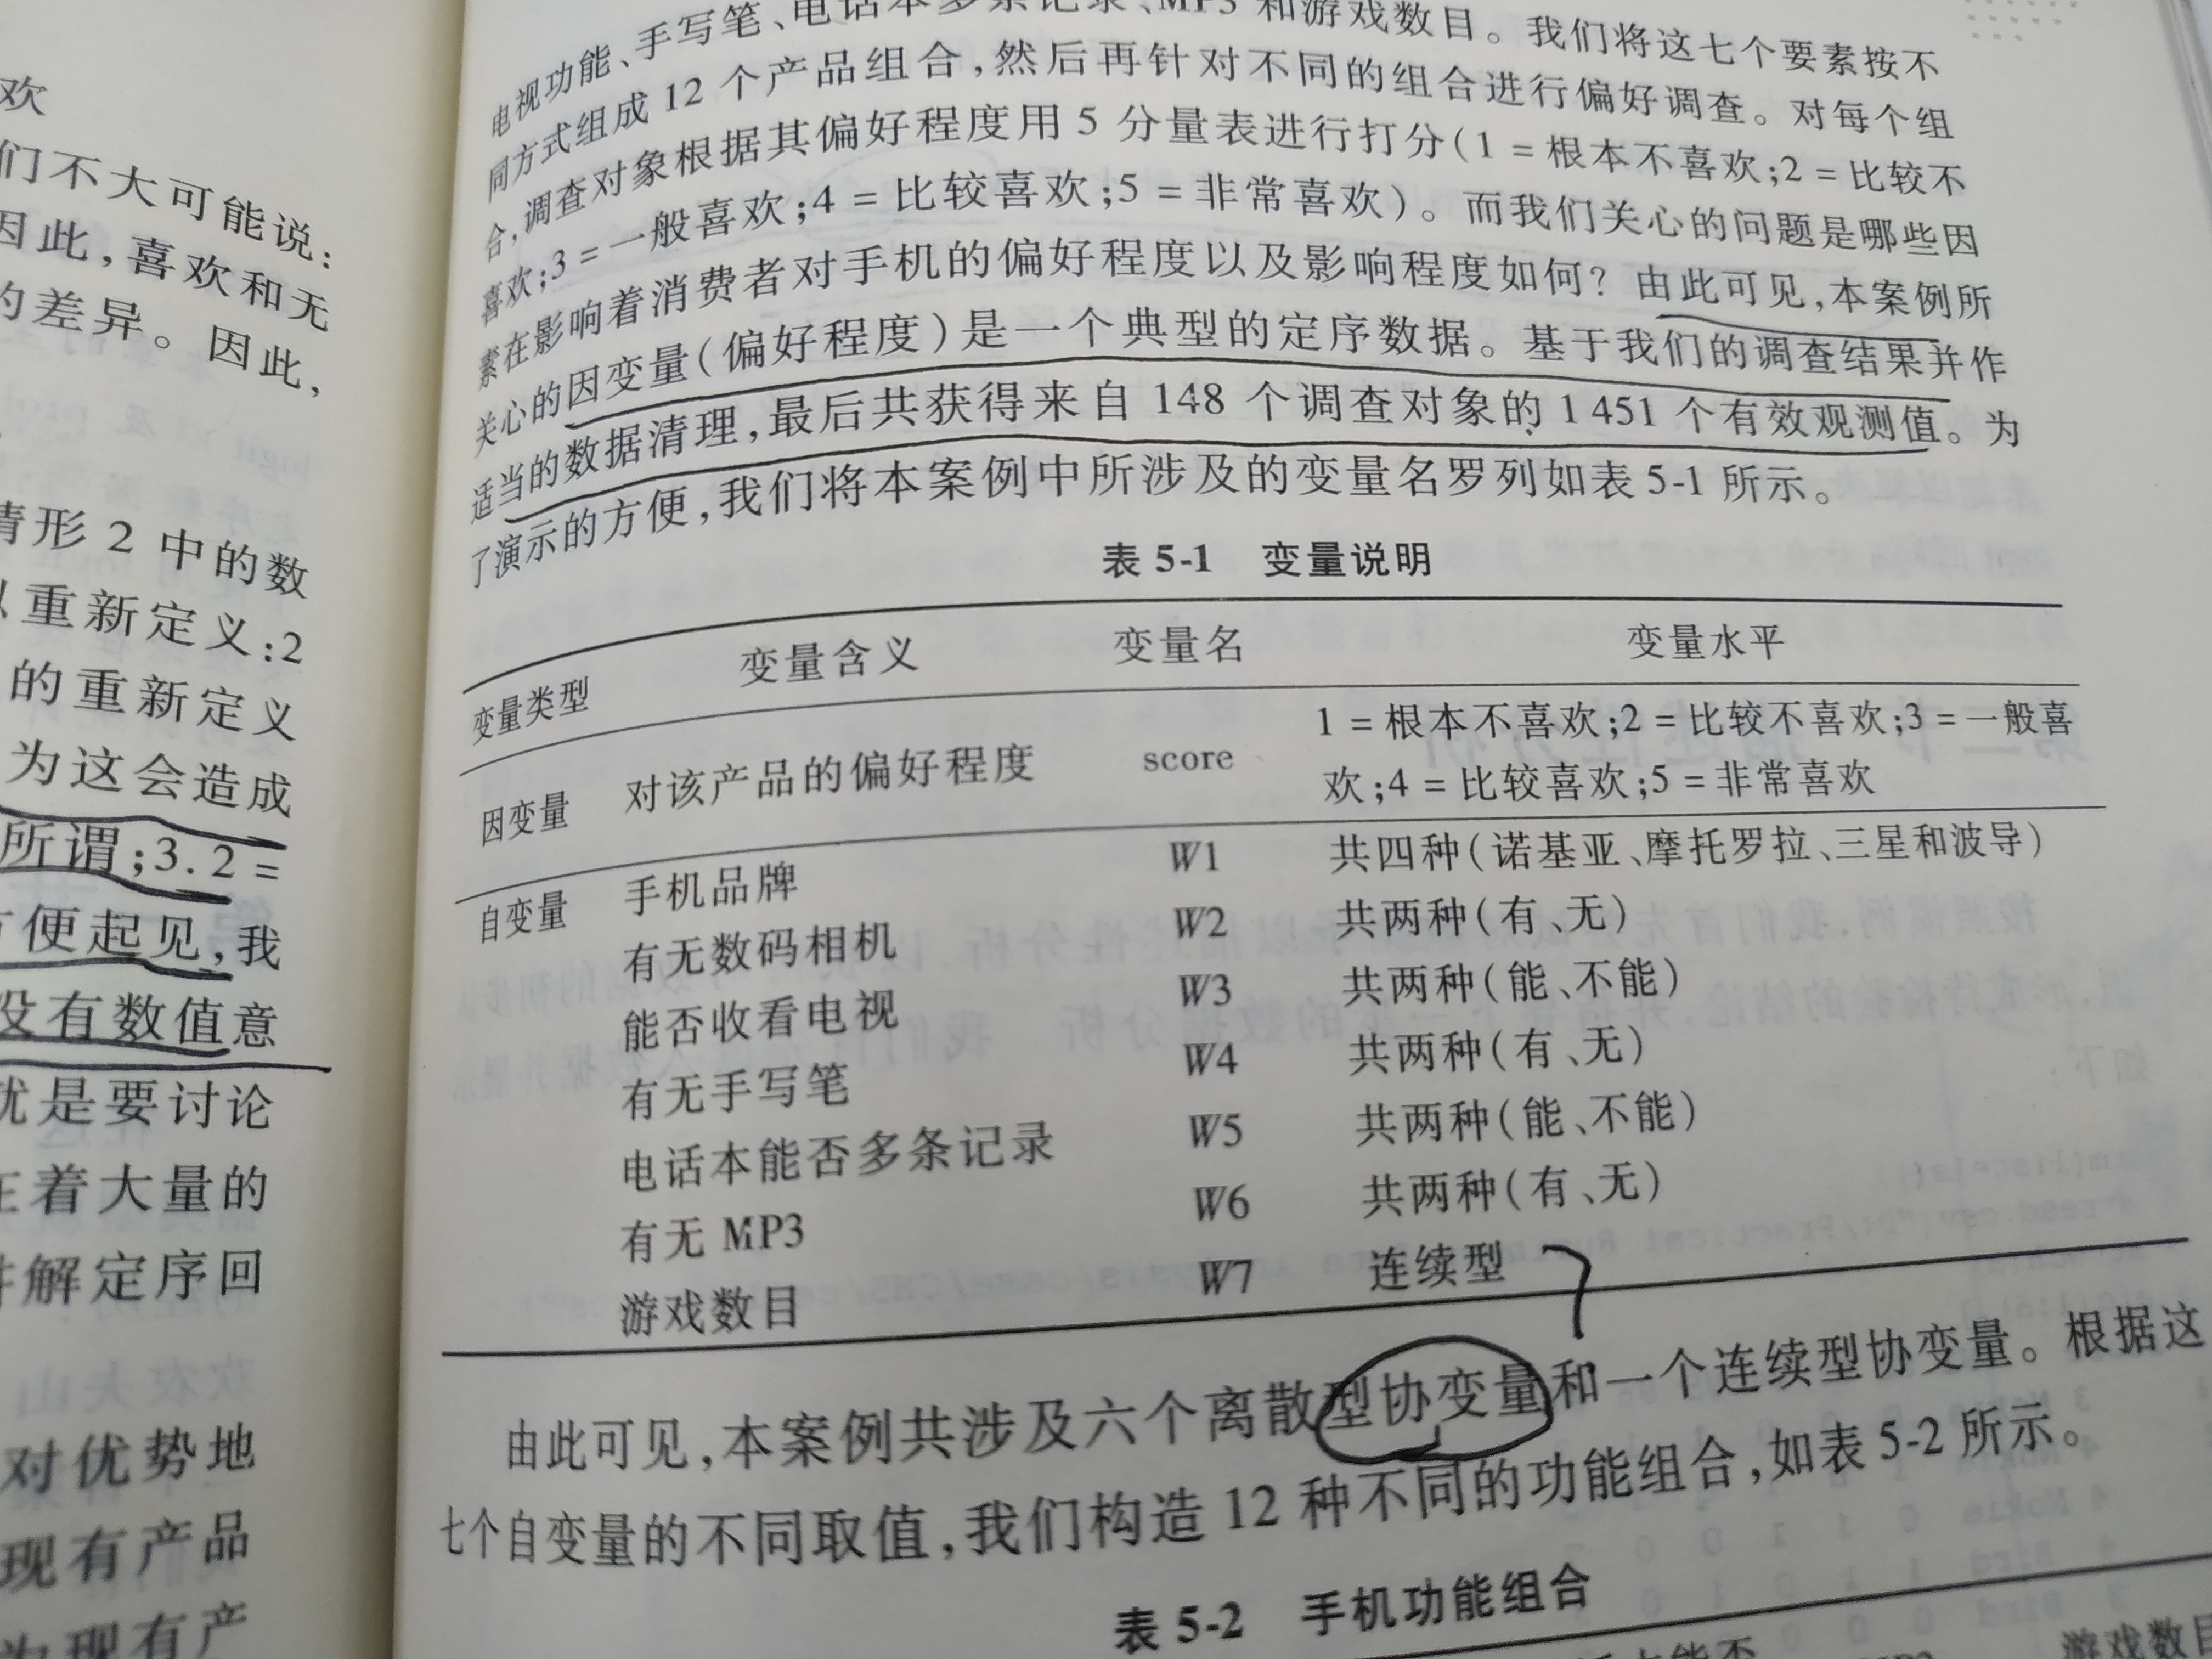 欢
们不大可能说：
因此,喜欢和无
的差异。因此,
情形 2 中的数
重新定义:2
的重新定义
为这会造成
所谓;3.2 =
方便起见,我
没有数值意
就是要讨论
在着大量的
解定序回
对优势地
现有产品
为现有产
电视功能、手写笔、电话本多条记录、MP3 和游戏数目。我们将这七个要素按不
同方式组成 12 个产品组合,然后再针对不同的组合进行偏好调查。对每个组
合,调查对象根据其偏好程度用 5 分量表进行打分(1 = 根本不喜欢;2 = 比较不
喜欢;3 = 一般喜欢;4 = 比较喜欢;5 = 非常喜欢)。而我们关心的问题是哪些因
素在影响着消费者对手机的偏好程度以及影响程度如何? 由此可见,本案例所
关心的因变量(偏好程度)是一个典型的定序数据。基于我们的调查结果并作
适当的数据清理,最后共获得来自 148 个调查对象的 1 451 个有效观测值。为
了演示的方便,我们将本案例中所涉及的变量名罗列如表 5-1 所示。
表 5-1 变量说明
变量类型 变量含义 变量名 变量水平
因变量 对该产品的偏好程度 score 1 = 根本不喜欢;2 = 比较不喜欢;3 = 一般喜
欢;4 = 比较喜欢;5 = 非常喜欢
自变量 手机品牌 W1 共四种(诺基亚、摩托罗拉、三星和波导)
有无数码相机 W2 共两种(有、无)
能否收看电视 W3 共两种(能、不能)
有无手写笔 W4 共两种(有、无)
电话本能否多条记录 W5 共两种(能、不能)
有无 MP3 W6 共两种(有、无)
游戏数目 W7 连续型
由此可见,本案例共涉及六个离散型协变量和一个连续型协变量。根据这
七个自变量的不同取值,我们构造 12 种不同的功能组合,如表 5-2 所示。
表 5-2 手机功能组合
游戏数目